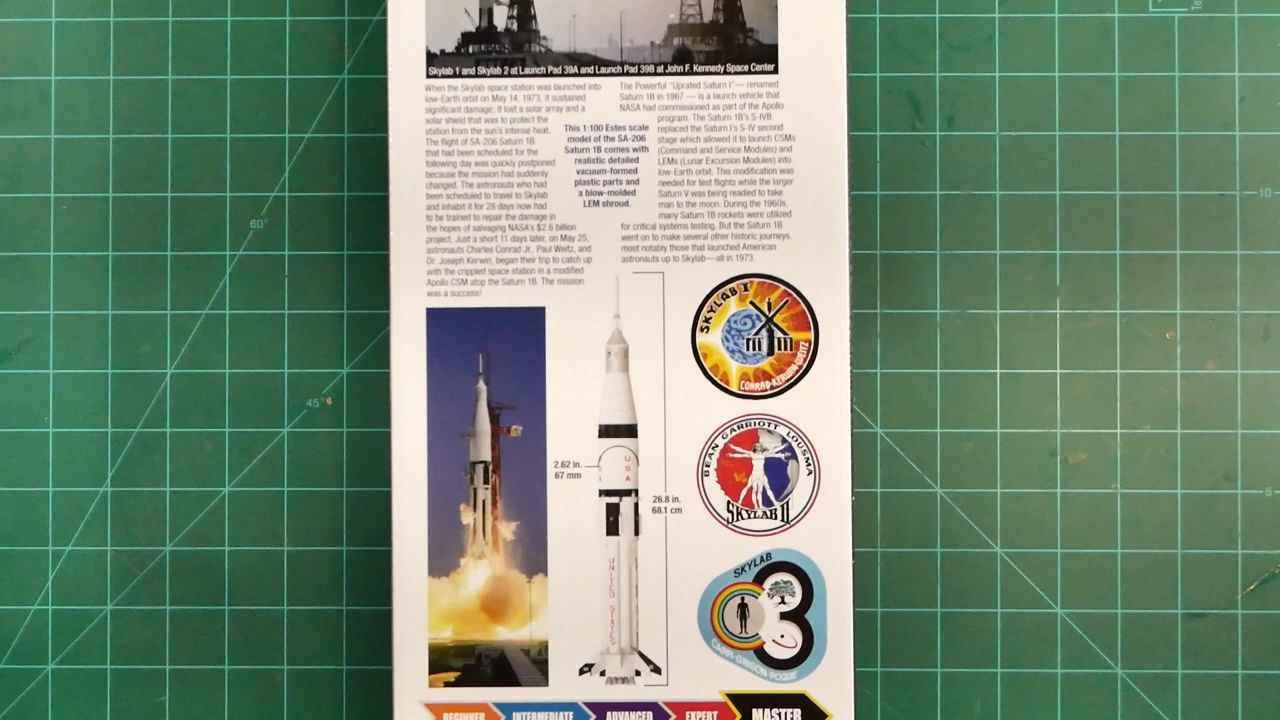 Skylab 1 and Skylab 2 at Launch Pad 39A and Launch Pad 39B at John F. Kennedy Space Center
When the Skylab space station was launched into
low-Earth orbit on May 14, 1973, it sustained
significant damage; it lost a solar array and a
solar shield that was to protect the
station from the sun's intense heat.
The flight of SA-206 Saturn 1B
that had been scheduled for the
following day was quickly postponed
because the mission had suddenly
changed. The astronauts who had
been scheduled to travel to Skylab
and inhabit it for 28 days now had
to be trained to repair the damage in
the hopes of salvaging NASA's $2.6 billion
project. Just a short 11 days later, on May 25,
astronauts Charles Conrad Jr., Paul Weitz, and
Dr. Joseph Kerwin, began their trip to catch up
with the crippled space station in a modified
Apollo CSM atop the Saturn 1B. The mission
was a success!
This 1:100 Estes scale
model of the SA-206
Saturn 1B comes with
realistic detailed
vacuum-formed
plastic parts and
a blow-molded
LEM shroud.
The Powerful "Uprated Saturn I"— renamed
Saturn 1B in 1967 — is a launch vehicle that
NASA had commissioned as part of the Apollo
program. The Saturn 1B's S-IVB
replaced the Saturn I's S-IV second
stage which allowed it to launch CSMs
(Command and Service Modules) and
LEMs (Lunar Excursion Modules) into
low-Earth orbit. This modification was
needed for test flights while the larger
Saturn V was being readied to take
man to the moon. During the 1960s,
many Saturn 1B rockets were utilized
for critical systems testing. But the Saturn 1B
went on to make several other historic journeys,
most notably those that launched American
astronauts up to Skylab—all in 1973.
2.62 in.
67 mm
26.8 in.
68.1 cm
USA
UNITED STATES
SKYLAB I
CONRAD-KERWIN-WEITZ
BEAN GARRIOTT LOUSMA
SKYLAB II
SKYLAB
3
CARR-GIBSON-POGUE
BEGINNER
INTERMEDIATE
ADVANCED
EXPERT
MASTER
60°
45°
10
5